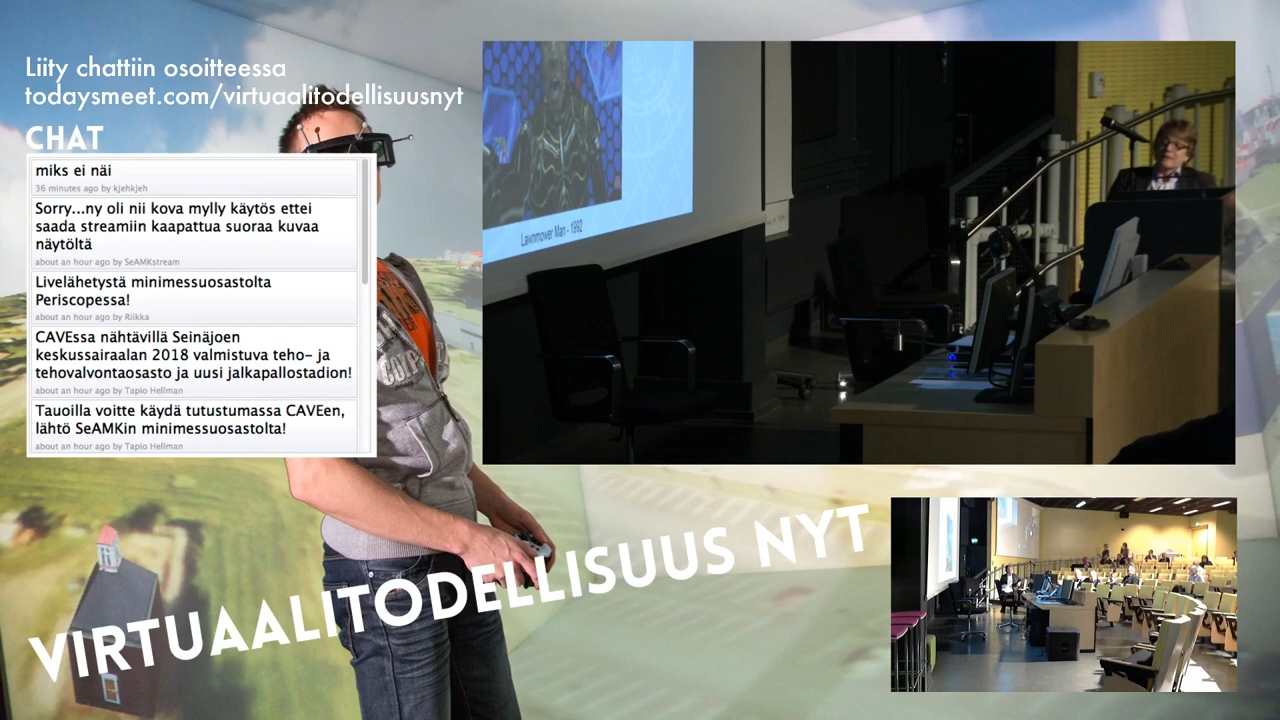 Liity chattiin osoitteessa
todaysmeet.com/virtuaalitodellisuusnyt
CHAT
miks ei näi
36 minutes ago by kjehkjeh
Sorry...ny oli nii kova mylly käytös ettei
saada streamiin kaapattua suoraa kuvaa
näytöltä
about an hour ago by SeAMKstream
Livelähetystä minimessuosastolta
Periscopessa!
about an hour ago by Riikka
CAVEssa nähtävillä Seinäjoen
keskussairaalan 2018 valmistuva teho- ja
tehovalvontaosasto ja uusi jalkapallostadion!
about an hour ago by Tapio Hellman
Tauoilla voitte käydä tutustumassa CAVEen,
lähtö SeAMKin minimessuosastolta!
about an hour ago by Tapio Hellman
Lawnmower Man - 1992
VIRTUAALITODELLISUUS NYT